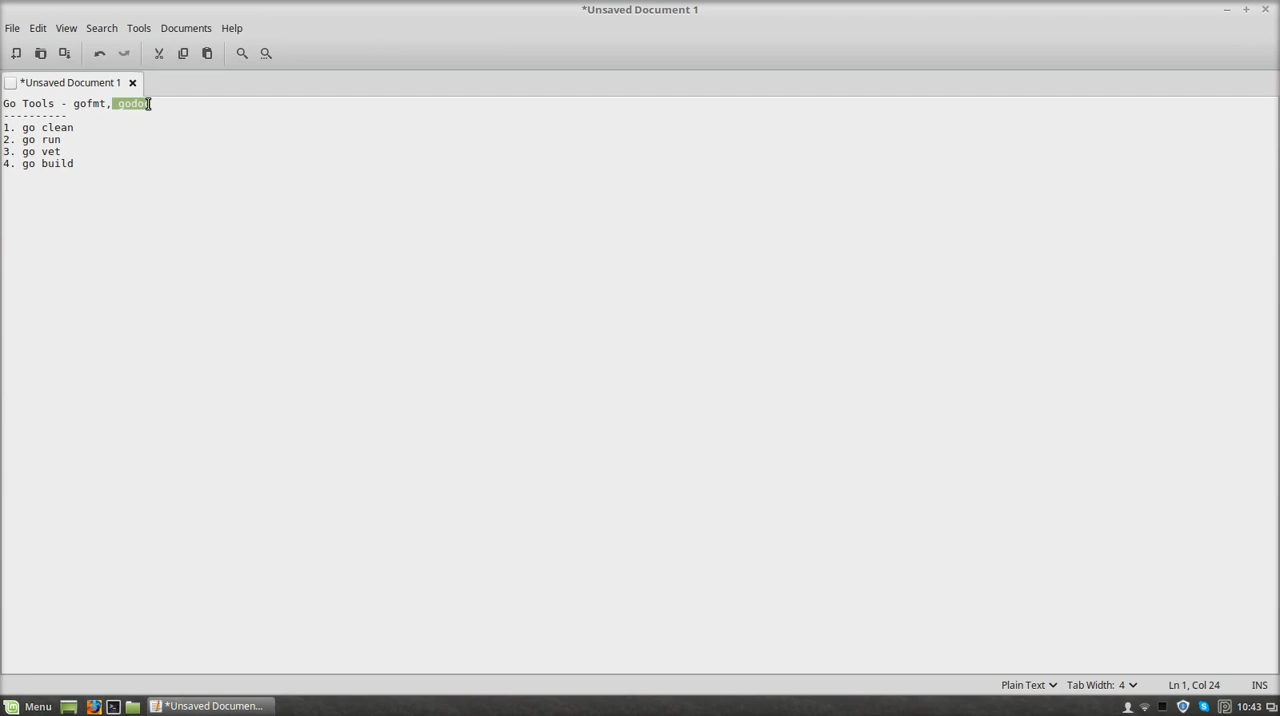 *Unsaved Document 1
File Edit View Search Tools Documents Help
*Unsaved Document 1
Go Tools - gofmt, godoc
----------
1. go clean
2. go run
3. go vet
4. go build
Plain Text Tab Width: 4 Ln 1, Col 24 INS
Menu *Unsaved Documen... 10:43